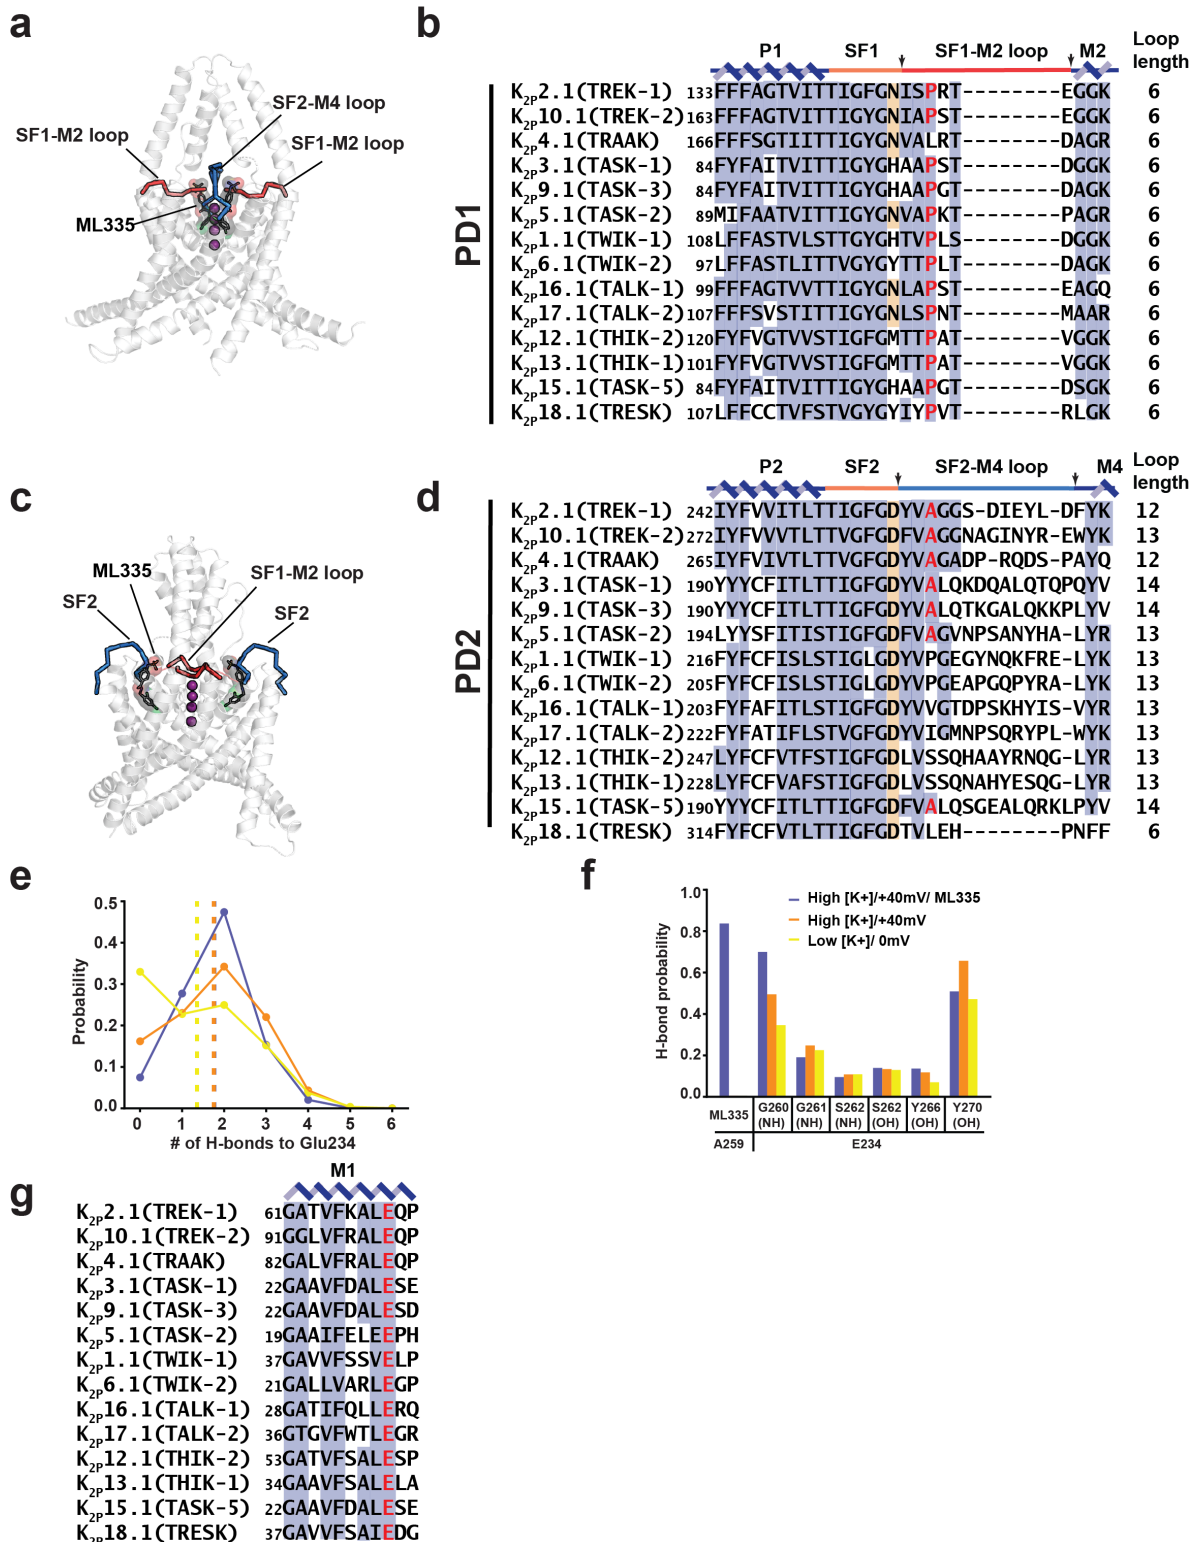 a
SF2-M4 loop
SF1-M2 loop
SF1-M2 loop
ML335
b
P1 SF1 SF1-M2 loop M2 Loop length
PD1
K2P2.1(TREK-1) 133FFFAGTVITTIGFGNISPRT---------EGGK 6
K2P10.1(TREK-2) 163FFFAGTVITTIGYGNIAPST---------EGGK 6
K2P4.1(TRAAK) 166FFFSGTIITTIGYGNVALRT---------DAGR 6
K2P3.1(TASK-1) 84FYFAITVITTIGYGHAAPST---------DAGK 6
K2P9.1(TASK-3) 84FYFAITVITTIGYGHAAPGT---------DAGK 6
K2P5.1(TASK-2) 89MIFAATVITTIGYGNVAPKT---------PAGR 6
K2P1.1(TWIK-1) 108LFFASTVLSTTGYGHTVPLS---------DGGK 6
K2P6.1(TWIK-2) 97LFFASTLITTVGYGYTTPLT---------DAGK 6
K2P16.1(TALK-1) 99FFFAGTVVTTIGYGNLAPST---------EAGQ 6
K2P17.1(TALK-2) 107FFFSVSTITTIGYGNLSPNT---------MAAR 6
K2P12.1(THIK-2) 120FYFVGTVVSTIGFGMTTPAT---------VGGK 6
K2P13.1(THIK-1) 101FYFVGTVVSTIGFGMTTPAT---------VGGK 6
K2P15.1(TASK-5) 84FYFAITVITTIGYGHAAPGT---------DSGK 6
K2P18.1(TRESK) 107LFFCCTVFSTVGYGYIYPVT---------RLGK 6
c
ML335
SF1-M2 loop
SF2
SF2
d
P2 SF2 SF2-M4 loop M4 Loop length
PD2
K2P2.1(TREK-1) 242IYFVVITLTTIGFGDYVAGGS-DIEYL-DFYK 12
K2P10.1(TREK-2) 272IYFVVVTLTTIGFGDFVAGGNAGINYR-EWYK 13
K2P4.1(TRAAK) 265IYFVIVTLTTVGFGDYVAGADP-RQDS-PAYQ 12
K2P3.1(TASK-1) 190YYYCFITLTTIGFGDYVALQKDQALQTQPQYV 14
K2P9.1(TASK-3) 190YYYCFITLTTIGFGDYVALQTKGALQKKPLYV 14
K2P5.1(TASK-2) 194LYYSFITISTIGFGDFVAGVNPSANYHA-LYR 13
K2P1.1(TWIK-1) 216FYFCFISLSTIGLGDYVPGEGYNQKFRE-LYK 13
K2P6.1(TWIK-2) 205FYFCFISLSTIGLGDYVPGEAPGQPYRA-LYK 13
K2P16.1(TALK-1) 203FYFAFITLSTIGFGDYVVGTDPSKHYIS-VYR 13
K2P17.1(TALK-2) 222FYFATIFLSTVGFGDYVIGMNPSQRYPL-WYK 13
K2P12.1(THIK-2) 247LYFCFVTFSTIGFGDLVSSQHAAYRNQG-LYR 13
K2P13.1(THIK-1) 228LYFCFVAFSTIGFGDLVSSQNAHYESQG-LYR 13
K2P15.1(TASK-5) 190YYYCFITLTTIGFGDFVALQSGEALQRKLPYV 14
K2P18.1(TRESK) 314FYFCFVTLTTIGFGDTVLEH--------PNFF 6
e
Probability
0.5
0.4
0.3
0.2
0.1
0.0
0 1 2 3 4 5 6
# of H-bonds to Glu234
f
H-bond probability
1.0
0.8
0.6
0.4
0.2
0.0
High [K+]/+40mV/ ML335
High [K+]/+40mV
Low [K+]/ 0mV
ML335 G260 (NH) G261 (NH) S262 (NH) S262 (OH) Y266 (OH) Y270 (OH)
A259 E234
g
M1
K2P2.1(TREK-1) 61GATVFKALEQP
K2P10.1(TREK-2) 91GGLVFRALEQP
K2P4.1(TRAAK) 82GALVFRALEQP
K2P3.1(TASK-1) 22GAAVFDALESE
K2P9.1(TASK-3) 22GAAVFDALESD
K2P5.1(TASK-2) 19GAAIFELEEPH
K2P1.1(TWIK-1) 37GAVVFSSVELP
K2P6.1(TWIK-2) 21GALLVARLEGP
K2P16.1(TALK-1) 28GATIFQLLERQ
K2P17.1(TALK-2) 36GTGVFWTLEGR
K2P12.1(THIK-2) 53GATVFSALESP
K2P13.1(THIK-1) 34GAAVFSALELA
K2P15.1(TASK-5) 22GAAVFDALESE
K2P18.1(TRESK) 37GAVVFSAIEDG